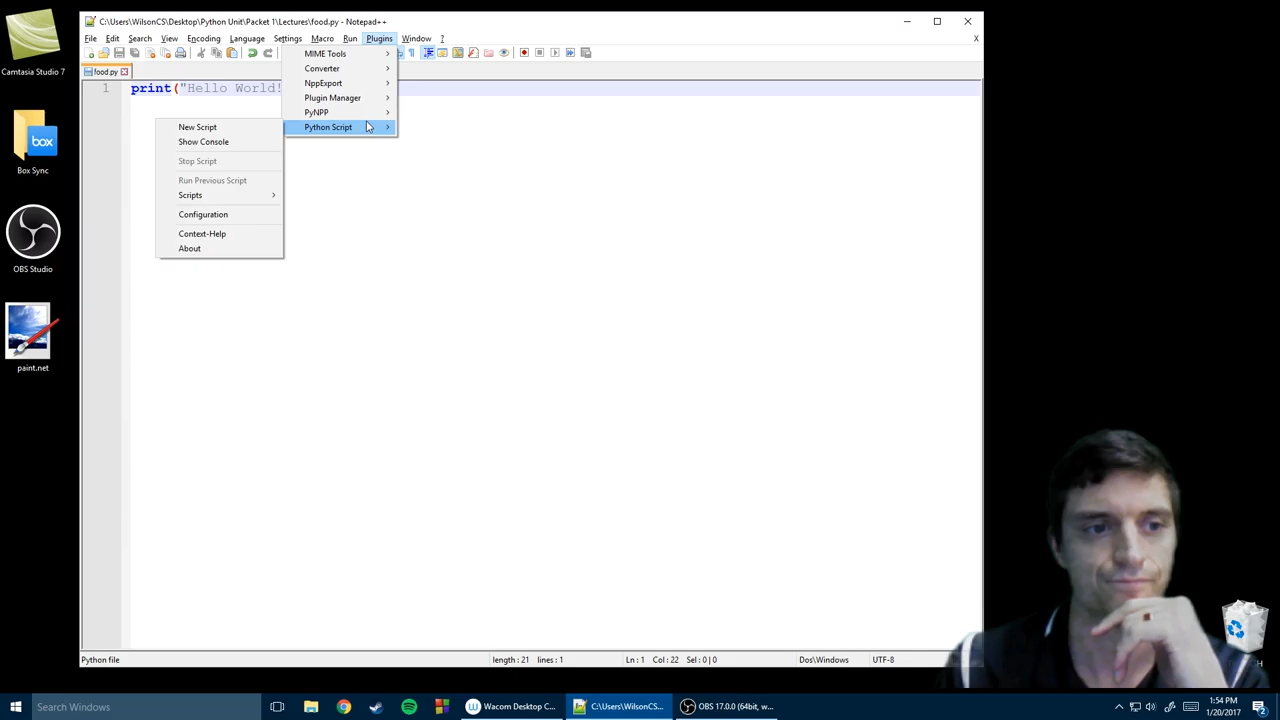 C:\Users\WilsonCS\Desktop\Python Unit\Packet 1\Lectures\food.py - Notepad++
File Edit Search View Encoding Language Settings Macro Run Plugins Window ? X
food.py
1 print("Hello World!
MIME Tools
Converter
NppExport
Plugin Manager
PyNPP
Python Script
New Script
Show Console
Stop Script
Run Previous Script
Scripts
Configuration
Context-Help
About
Camtasia Studio 7
box
Box Sync
OBS Studio
paint.net
Python file length : 21 lines : 1 Ln : 1 Col : 22 Sel : 0 | 0 Dos\Windows UTF-8
Search Windows
Wacom Desktop C...
C:\Users\WilsonCS...
OBS 17.0.0 (64bit, w...
1:54 PM
1/20/2017
2